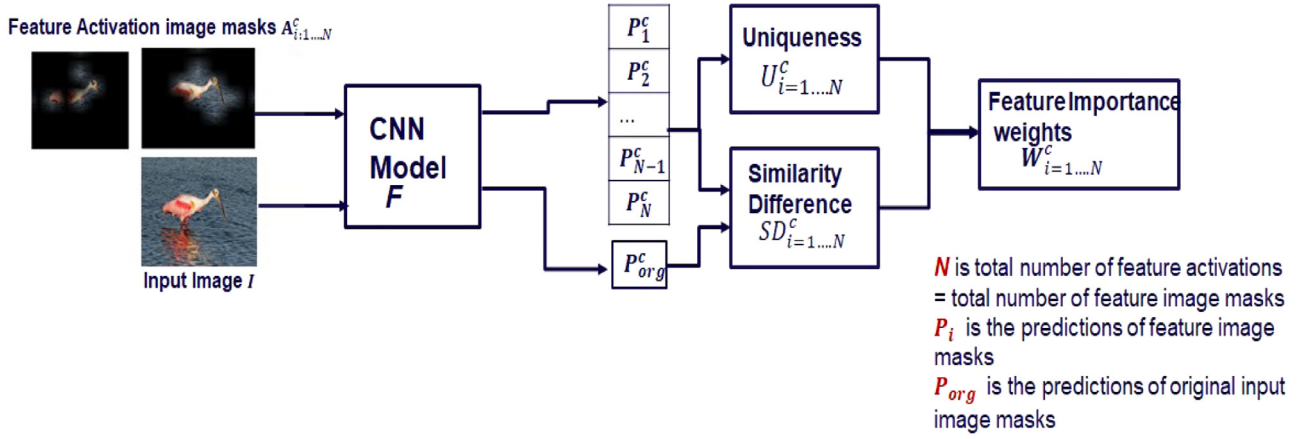 Feature Activation image masks A^c_{i:1....N}
Input Image I
CNN
Model
F
P^c_1
P^c_2
...
P^c_{N−1}
P^c_N
P^c_{org}
Uniqueness
U^c_{i=1....N}
Similarity
Difference
SD^c_{i=1....N}
Feature Importance
weights
W^c_{i=1....N}
N is total number of feature activations
= total number of feature image masks
P_i is the predictions of feature image
masks
P_{org} is the predictions of original input
image masks